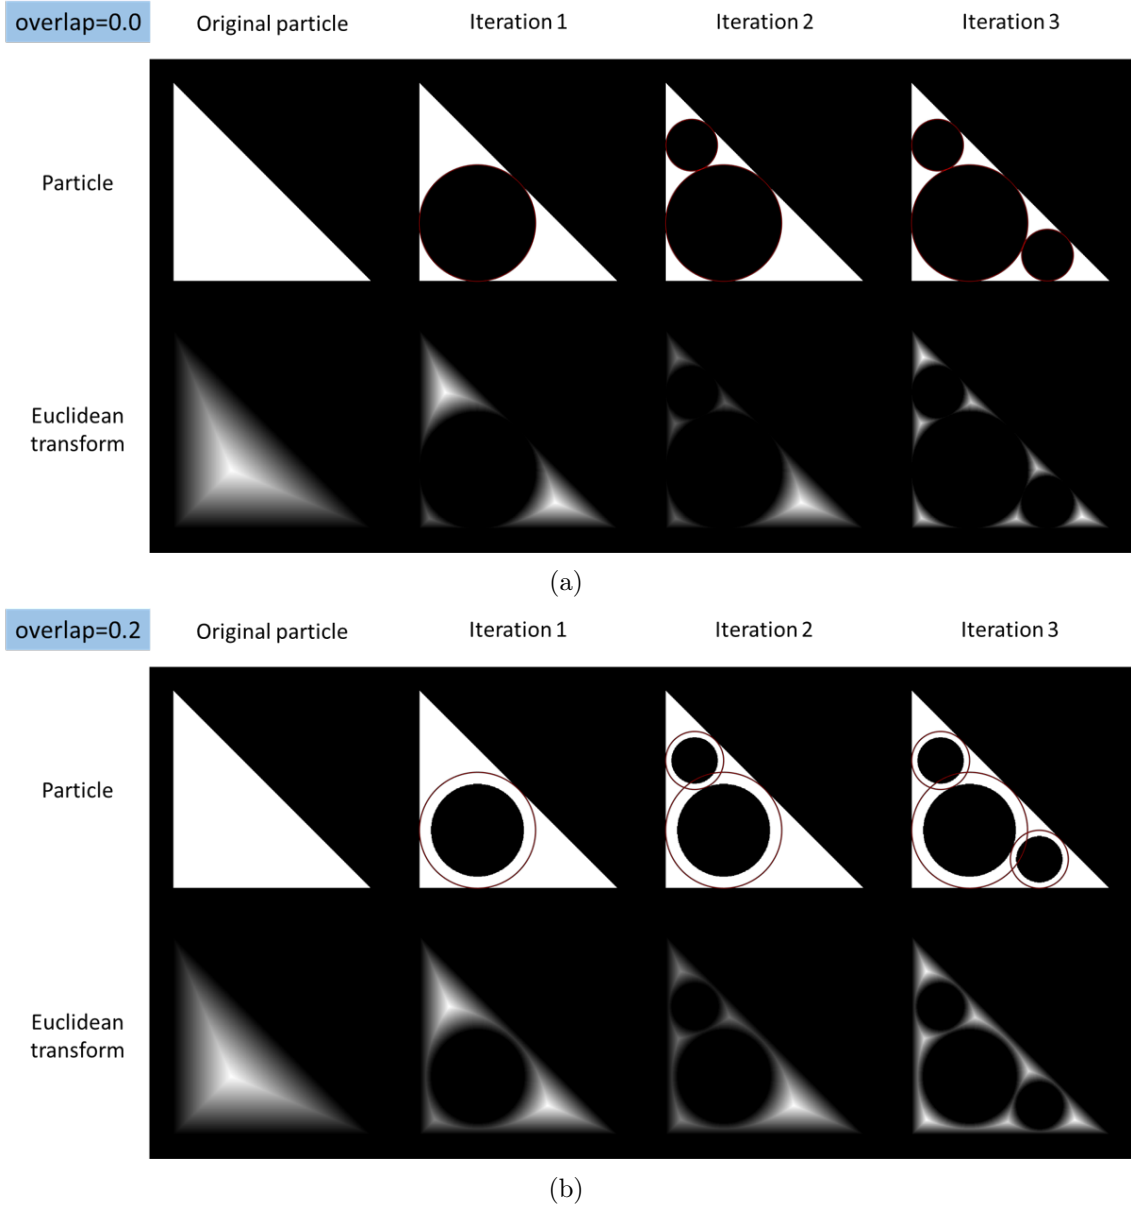 overlap=0.0
Original particle
Iteration 1
Iteration 2
Iteration 3
Particle
Euclidean
transform
(a)
overlap=0.2
Original particle
Iteration 1
Iteration 2
Iteration 3
Particle
Euclidean
transform
(b)